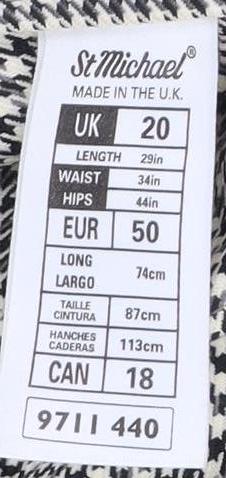 St Michael®
MADE IN THE U.K.
UK 20
LENGTH 29in
WAIST 34in
HIPS 44in
EUR 50
LONG
LARGO 74cm
TAILLE
CINTURA 87cm
HANCHES
CADERAS 113cm
CAN 18
9711 440